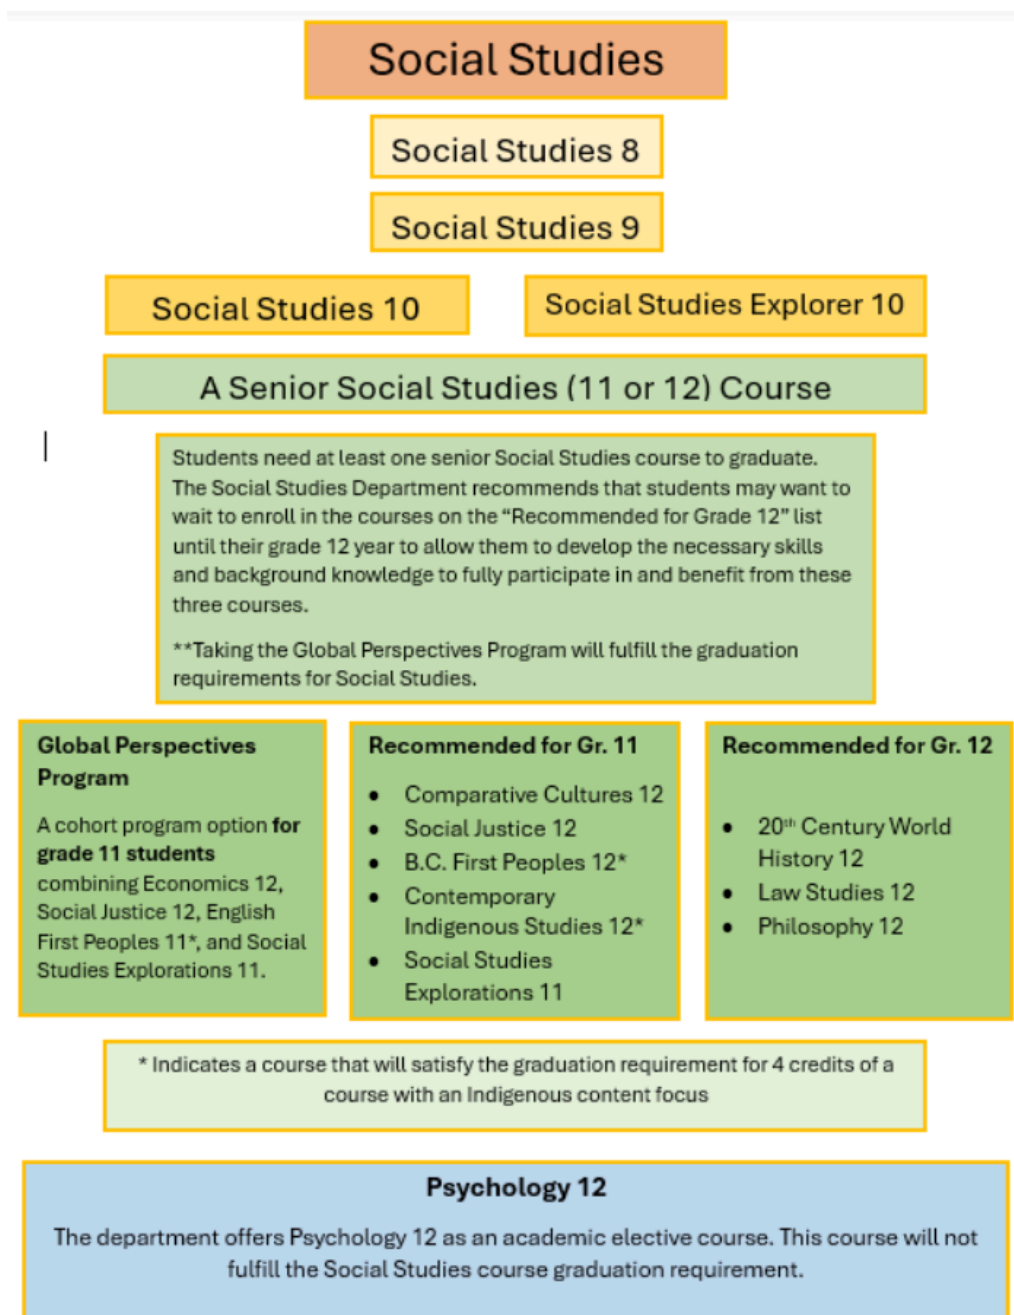 Social Studies
Social Studies 8
Social Studies 9
Social Studies 10
Social Studies Explorer 10
A Senior Social Studies (11 or 12) Course
Students need at least one senior Social Studies course to graduate.
The Social Studies Department recommends that students may want to
wait to enroll in the courses on the “Recommended for Grade 12” list
until their grade 12 year to allow them to develop the necessary skills
and background knowledge to fully participate in and benefit from these
three courses.
**Taking the Global Perspectives Program will fulfill the graduation
requirements for Social Studies.
Global Perspectives
Program
A cohort program option for
grade 11 students
combining Economics 12,
Social Justice 12, English
First Peoples 11*, and Social
Studies Explorations 11.
Recommended for Gr. 11
• Comparative Cultures 12
• Social Justice 12
• B.C. First Peoples 12*
• Contemporary
Indigenous Studies 12*
• Social Studies
Explorations 11
Recommended for Gr. 12
• 20th Century World
History 12
• Law Studies 12
• Philosophy 12
* Indicates a course that will satisfy the graduation requirement for 4 credits of a
course with an Indigenous content focus
Psychology 12
The department offers Psychology 12 as an academic elective course. This course will not
fulfill the Social Studies course graduation requirement.